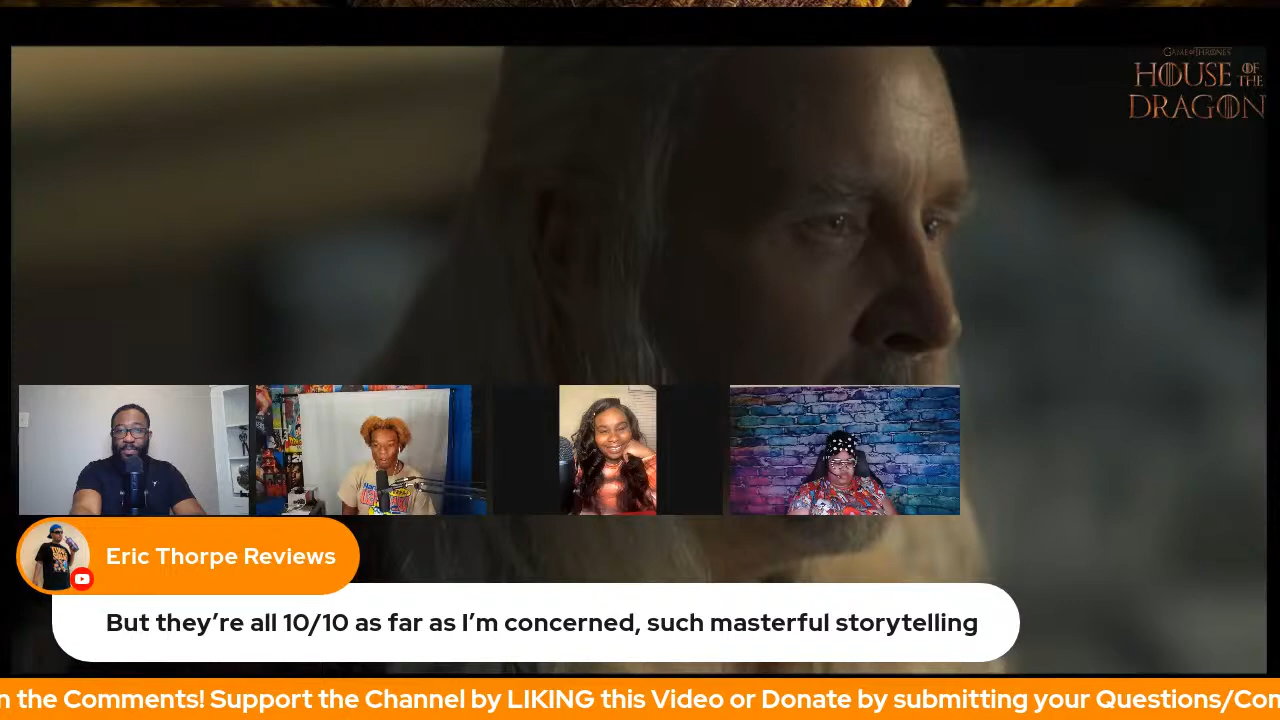 GAME OF THRONES
HOUSE OF THE
DRAGON
Eric Thorpe Reviews
But they’re all 10/10 as far as I’m concerned, such masterful storytelling
n the Comments! Support the Channel by LIKING this Video or Donate by submitting your Questions/Con